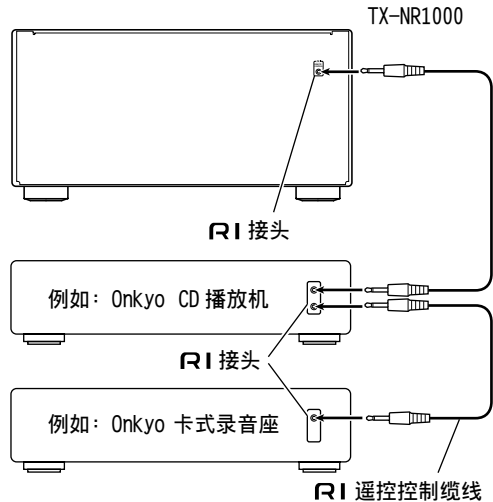 TX-NR1000
RI 接头
例如: Onkyo CD 播放机
RI 接头
例如: Onkyo 卡式录音座
RI 遥控控制缆线